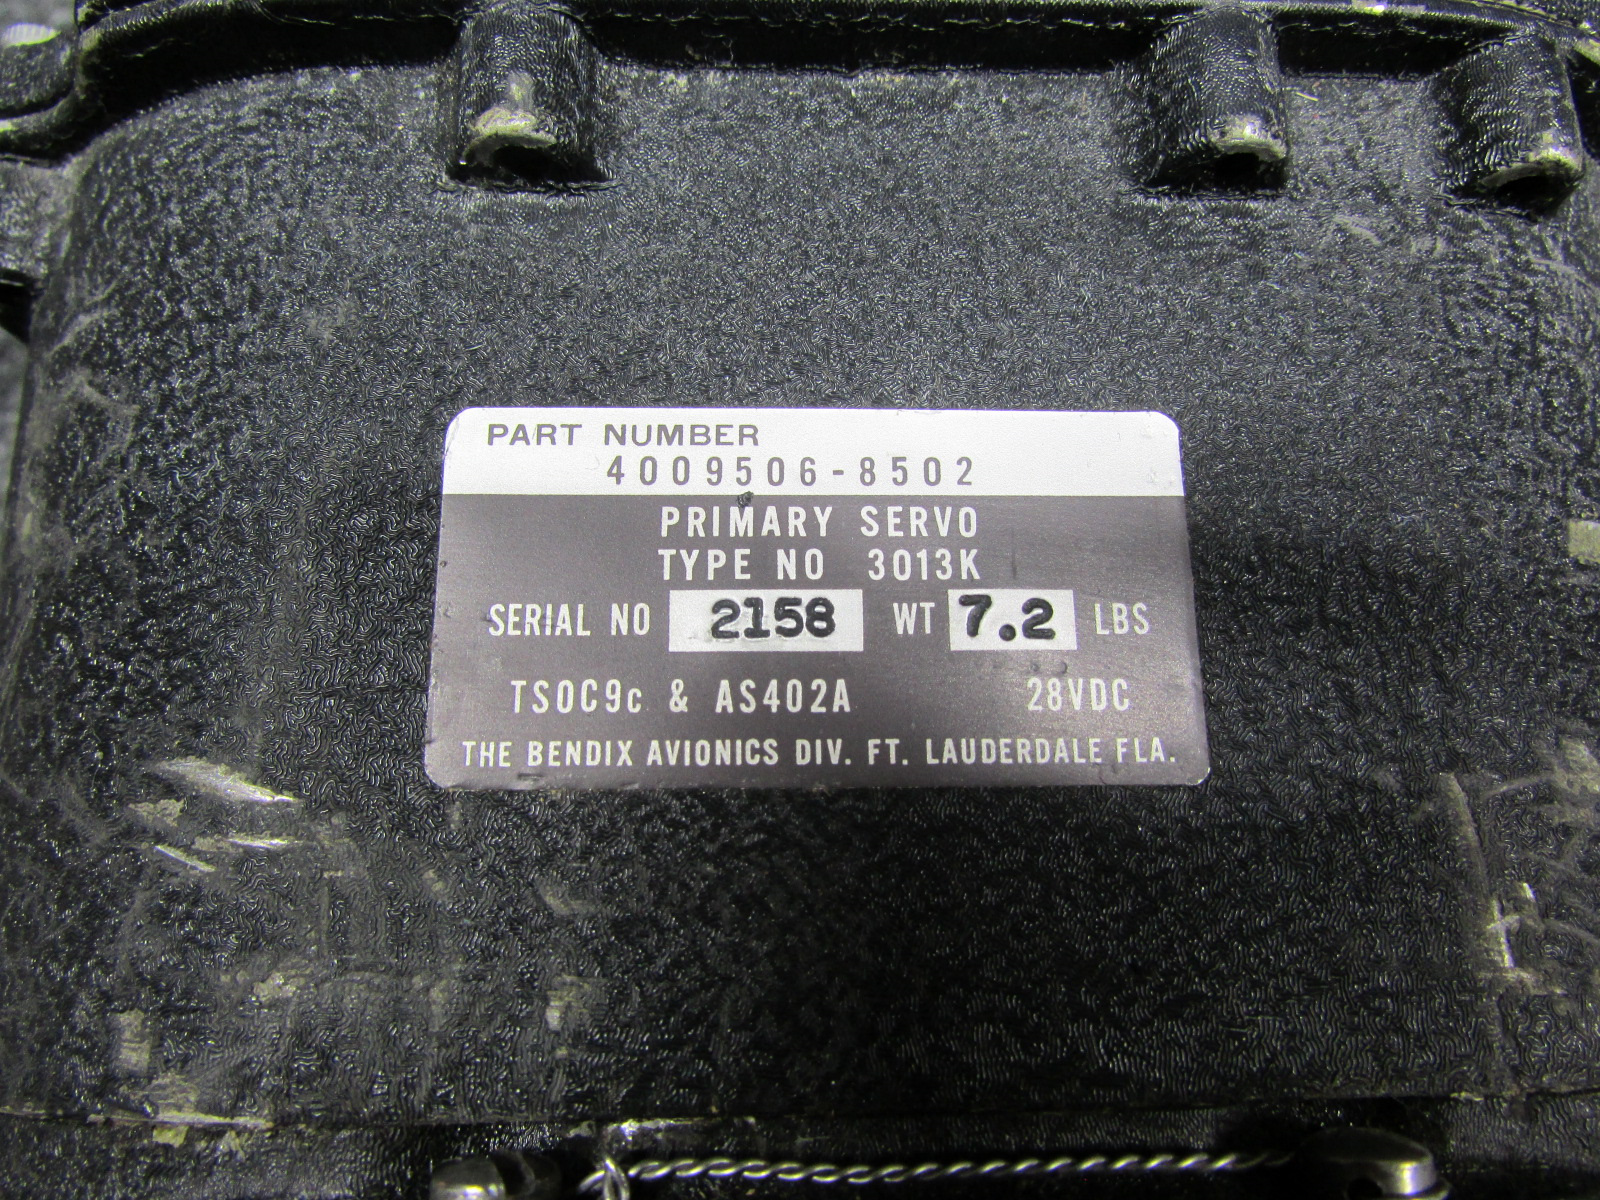 PART NUMBER
4009506-8502
PRIMARY SERVO
TYPE NO 3013K
SERIAL NO 2158 WT 7.2 LBS
TSOC9c & AS402A 28VDC
THE BENDIX AVIONICS DIV. FT. LAUDERDALE FLA.